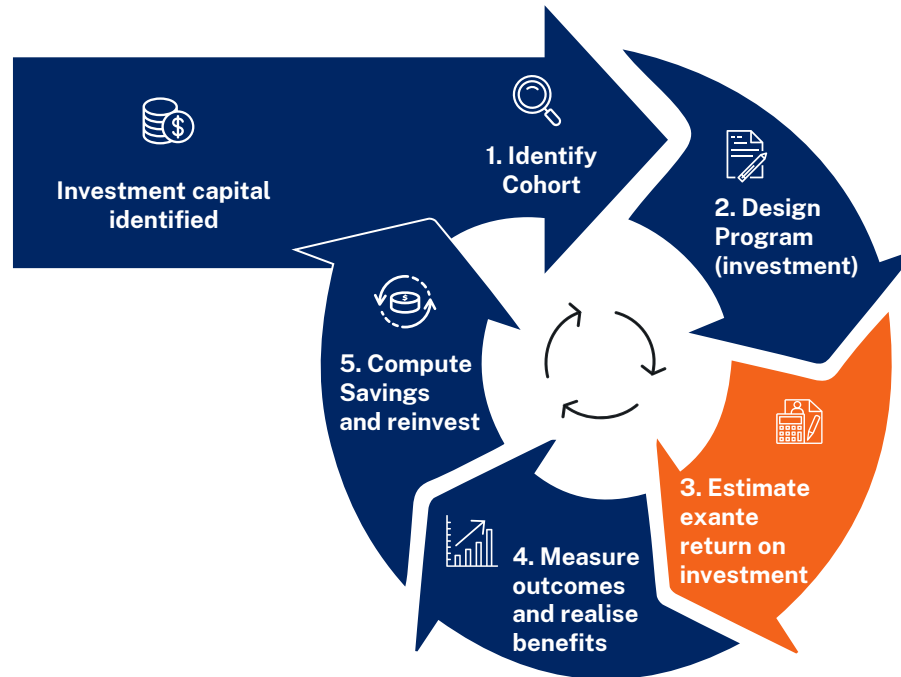 Investment capital
identified
1. Identify
Cohort
2. Design
Program
(investment)
3. Estimate
exante
return on
investment
4. Measure
outcomes
and realise
benefits
5. Compute
Savings
and reinvest
$
$